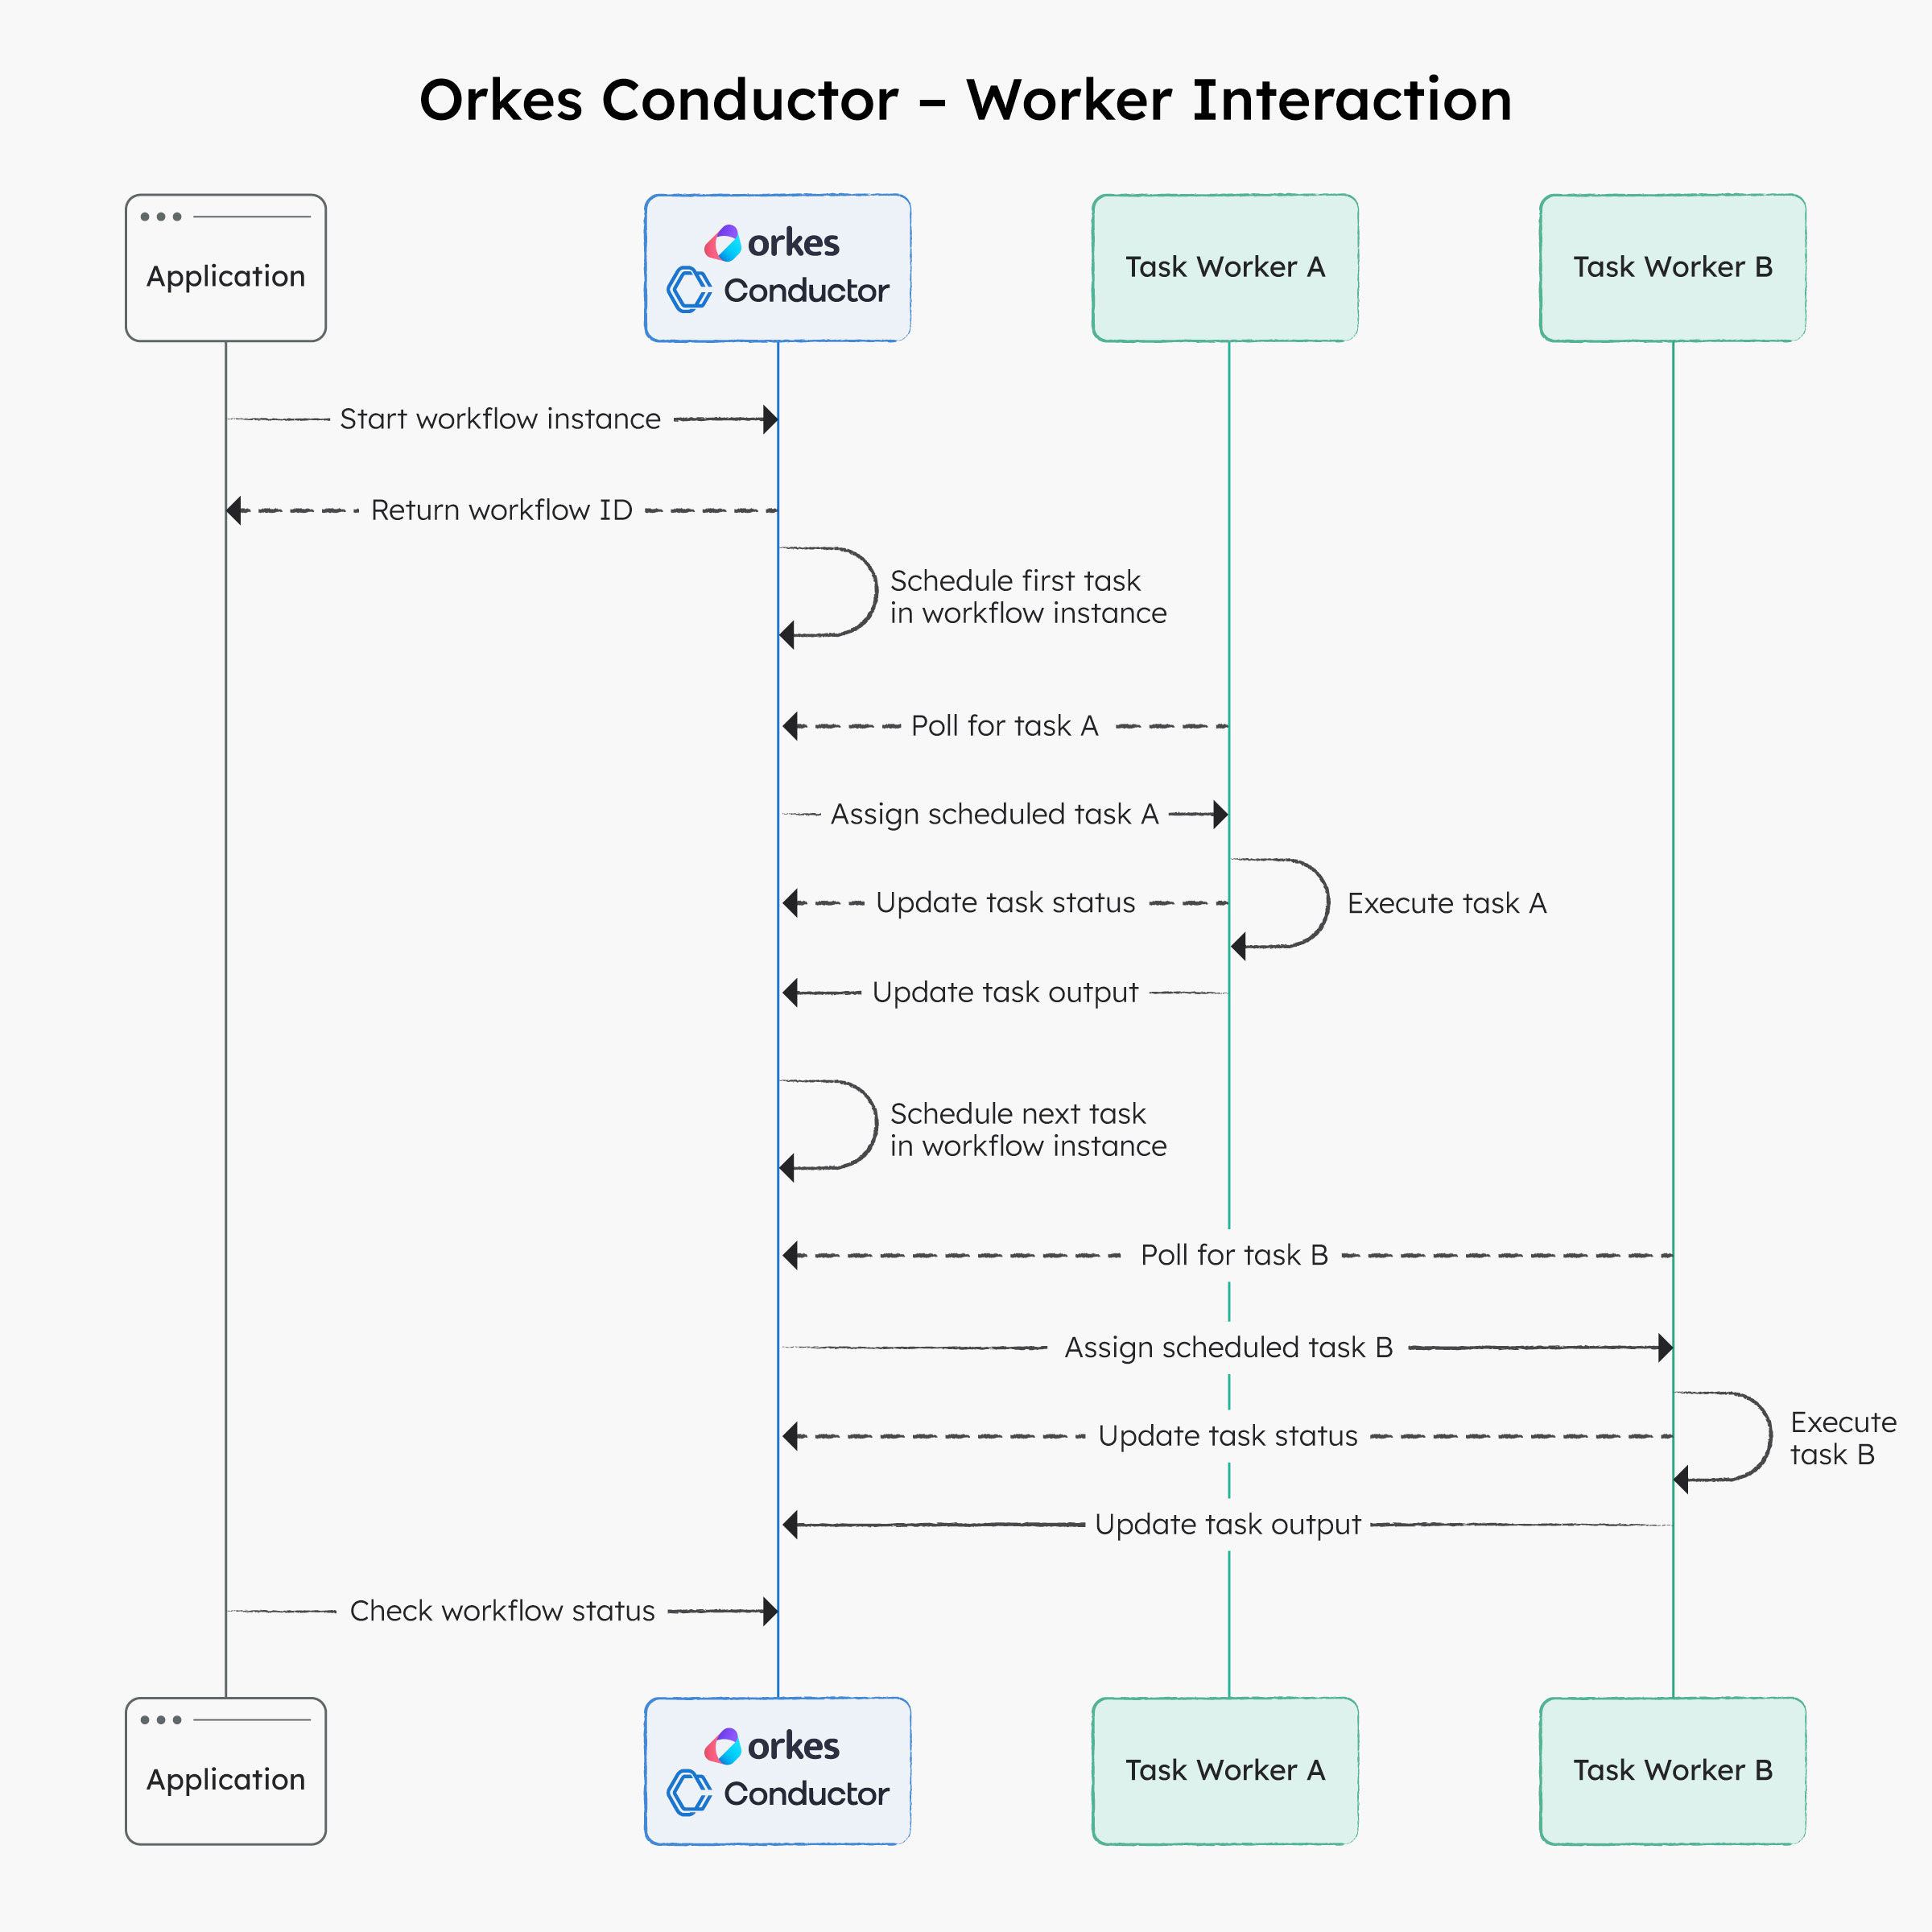 Orkes Conductor – Worker Interaction
Application
orkes
Conductor
Task Worker A
Task Worker B
Start workflow instance
Return workflow ID
Schedule first task
in workflow instance
Poll for task A
Assign scheduled task A
Update task status
Execute task A
Update task output
Schedule next task
in workflow instance
Poll for task B
Assign scheduled task B
Update task status
Execute
task B
Update task output
Check workflow status
Application
orkes
Conductor
Task Worker A
Task Worker B